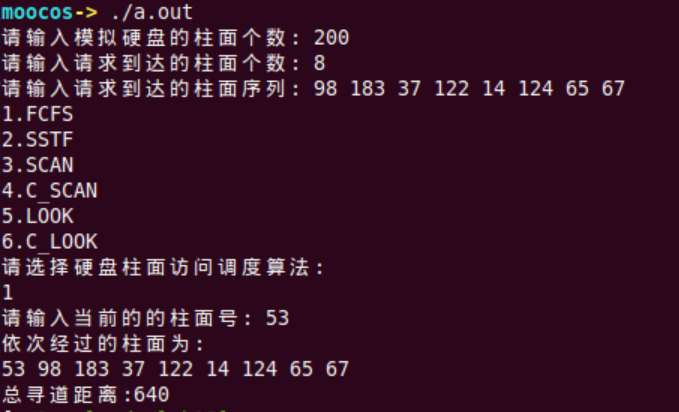 moocos-> ./a.out
请输入模拟硬盘的柱面个数: 200
请输入请求到达的柱面个数: 8
请输入请求到达的柱面序列: 98 183 37 122 14 124 65 67
1.FCFS
2.SSTF
3.SCAN
4.C_SCAN
5.LOOK
6.C_LOOK
请选择硬盘柱面访问调度算法:
1
请输入当前的的柱面号: 53
依次经过的柱面为:
53 98 183 37 122 14 124 65 67
总寻道距离:640